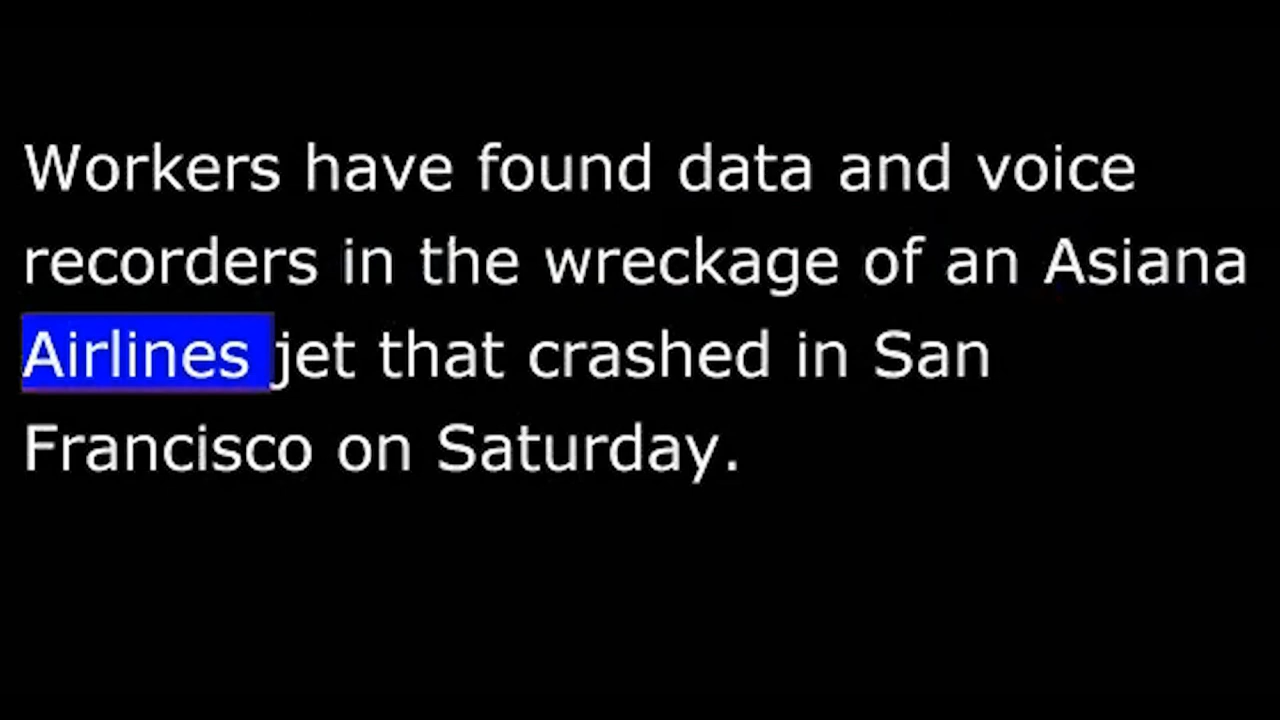 Workers have found data and voice
recorders in the wreckage of an Asiana
Airlines jet that crashed in San
Francisco on Saturday.